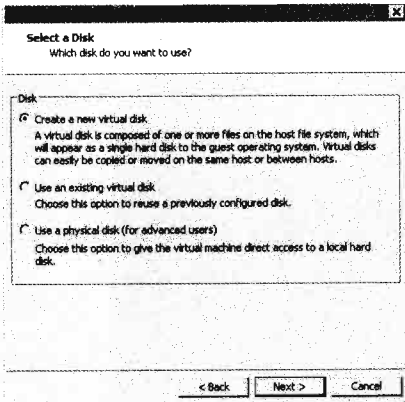 Select a Disk
Which disk do you want to use?
Disk
Create a new virtual disk
A virtual disk is composed of one or more files on the host file system, which
will appear as a single hard disk to the guest operating system. Virtual disks
can easily be copied or moved on the same host or between hosts.
Use an existing virtual disk
Choose this option to reuse a previously configured disk.
Use a physical disk (for advanced users)
Choose this option to give the virtual machine direct access to a local hard
disk.
< Back Next > Cancel